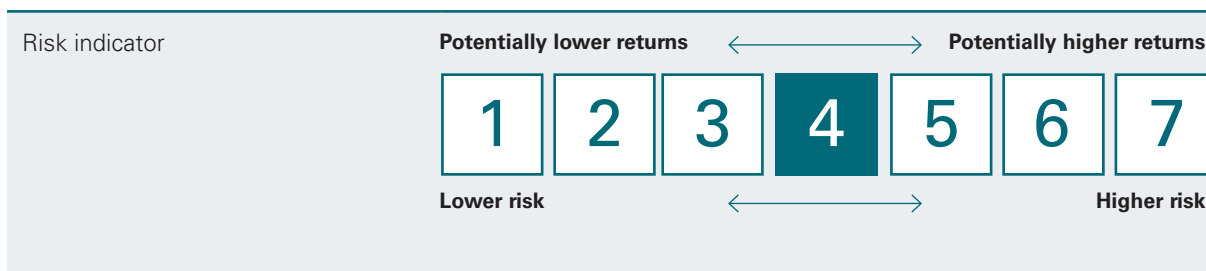 Risk indicator
Potentially lower returns Potentially higher returns
1 2 3 4 5 6 7
Lower risk Higher risk